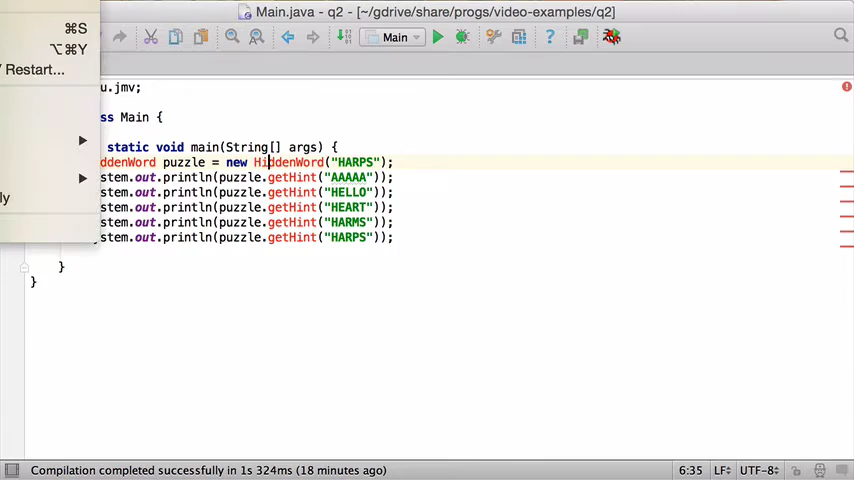 Main.java - q2 - [~/gdrive/share/progs/video-examples/q2]
⌘S
⌥⌘Y
/ Restart...
Main
u.jmv;
ss Main {
static void main(String[] args) {
ddenWord puzzle = new HiddenWord("HARPS");
stem.out.println(puzzle.getHint("AAAAA"));
stem.out.println(puzzle.getHint("HELLO"));
ly
stem.out.println(puzzle.getHint("HEART"));
stem.out.println(puzzle.getHint("HARMS"));
ystem.out.println(puzzle.getHint("HARPS"));
}
}
Compilation completed successfully in 1s 324ms (18 minutes ago)
6:35 LF UTF-8